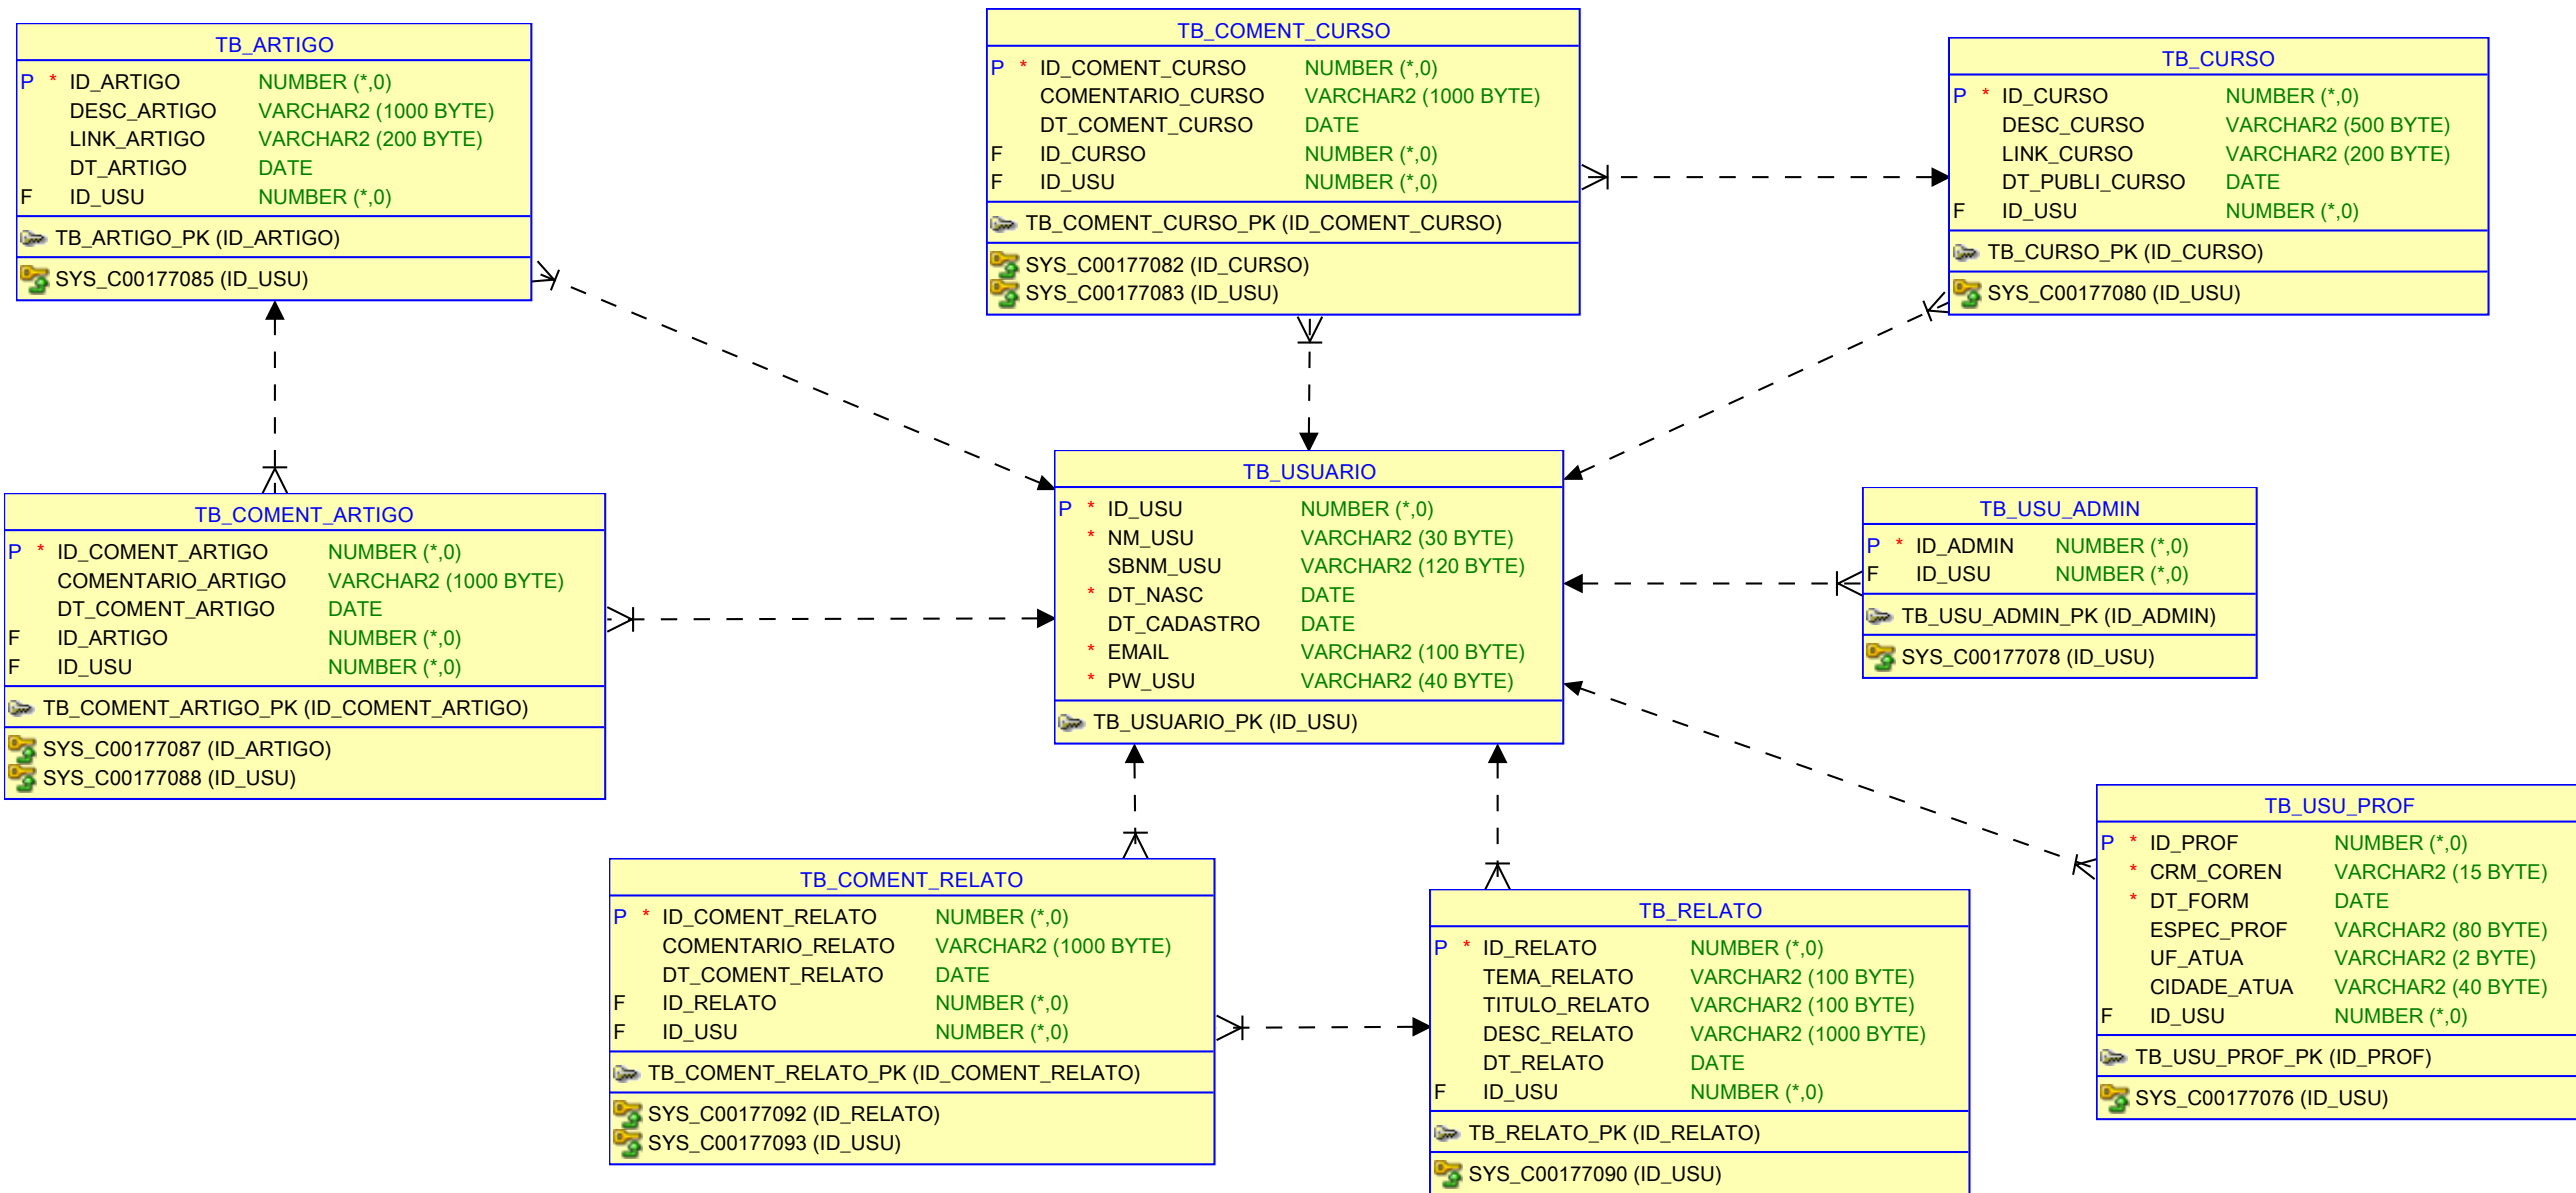 TB_ARTIGO
P * ID_ARTIGO NUMBER (*,0)
DESC_ARTIGO VARCHAR2 (1000 BYTE)
LINK_ARTIGO VARCHAR2 (200 BYTE)
DT_ARTIGO DATE
F ID_USU NUMBER (*,0)
TB_ARTIGO_PK (ID_ARTIGO)
SYS_C00177085 (ID_USU)
TB_COMENT_CURSO
P * ID_COMENT_CURSO NUMBER (*,0)
COMENTARIO_CURSO VARCHAR2 (1000 BYTE)
DT_COMENT_CURSO DATE
F ID_CURSO NUMBER (*,0)
F ID_USU NUMBER (*,0)
TB_COMENT_CURSO_PK (ID_COMENT_CURSO)
SYS_C00177082 (ID_CURSO)
SYS_C00177083 (ID_USU)
TB_CURSO
P * ID_CURSO NUMBER (*,0)
DESC_CURSO VARCHAR2 (500 BYTE)
LINK_CURSO VARCHAR2 (200 BYTE)
DT_PUBLI_CURSO DATE
F ID_USU NUMBER (*,0)
TB_CURSO_PK (ID_CURSO)
SYS_C00177080 (ID_USU)
TB_COMENT_ARTIGO
P * ID_COMENT_ARTIGO NUMBER (*,0)
COMENTARIO_ARTIGO VARCHAR2 (1000 BYTE)
DT_COMENT_ARTIGO DATE
F ID_ARTIGO NUMBER (*,0)
F ID_USU NUMBER (*,0)
TB_COMENT_ARTIGO_PK (ID_COMENT_ARTIGO)
SYS_C00177087 (ID_ARTIGO)
SYS_C00177088 (ID_USU)
TB_USUARIO
P * ID_USU NUMBER (*,0)
* NM_USU VARCHAR2 (30 BYTE)
SBNM_USU VARCHAR2 (120 BYTE)
* DT_NASC DATE
DT_CADASTRO DATE
* EMAIL VARCHAR2 (100 BYTE)
* PW_USU VARCHAR2 (40 BYTE)
TB_USUARIO_PK (ID_USU)
TB_USU_ADMIN
P * ID_ADMIN NUMBER (*,0)
F ID_USU NUMBER (*,0)
TB_USU_ADMIN_PK (ID_ADMIN)
SYS_C00177078 (ID_USU)
TB_COMENT_RELATO
P * ID_COMENT_RELATO NUMBER (*,0)
COMENTARIO_RELATO VARCHAR2 (1000 BYTE)
DT_COMENT_RELATO DATE
F ID_RELATO NUMBER (*,0)
F ID_USU NUMBER (*,0)
TB_COMENT_RELATO_PK (ID_COMENT_RELATO)
SYS_C00177092 (ID_RELATO)
SYS_C00177093 (ID_USU)
TB_RELATO
P * ID_RELATO NUMBER (*,0)
TEMA_RELATO VARCHAR2 (100 BYTE)
TITULO_RELATO VARCHAR2 (100 BYTE)
DESC_RELATO VARCHAR2 (1000 BYTE)
DT_RELATO DATE
F ID_USU NUMBER (*,0)
TB_RELATO_PK (ID_RELATO)
SYS_C00177090 (ID_USU)
TB_USU_PROF
P * ID_PROF NUMBER (*,0)
* CRM_COREN VARCHAR2 (15 BYTE)
* DT_FORM DATE
ESPEC_PROF VARCHAR2 (80 BYTE)
UF_ATUA VARCHAR2 (2 BYTE)
CIDADE_ATUA VARCHAR2 (40 BYTE)
F ID_USU NUMBER (*,0)
TB_USU_PROF_PK (ID_PROF)
SYS_C00177076 (ID_USU)